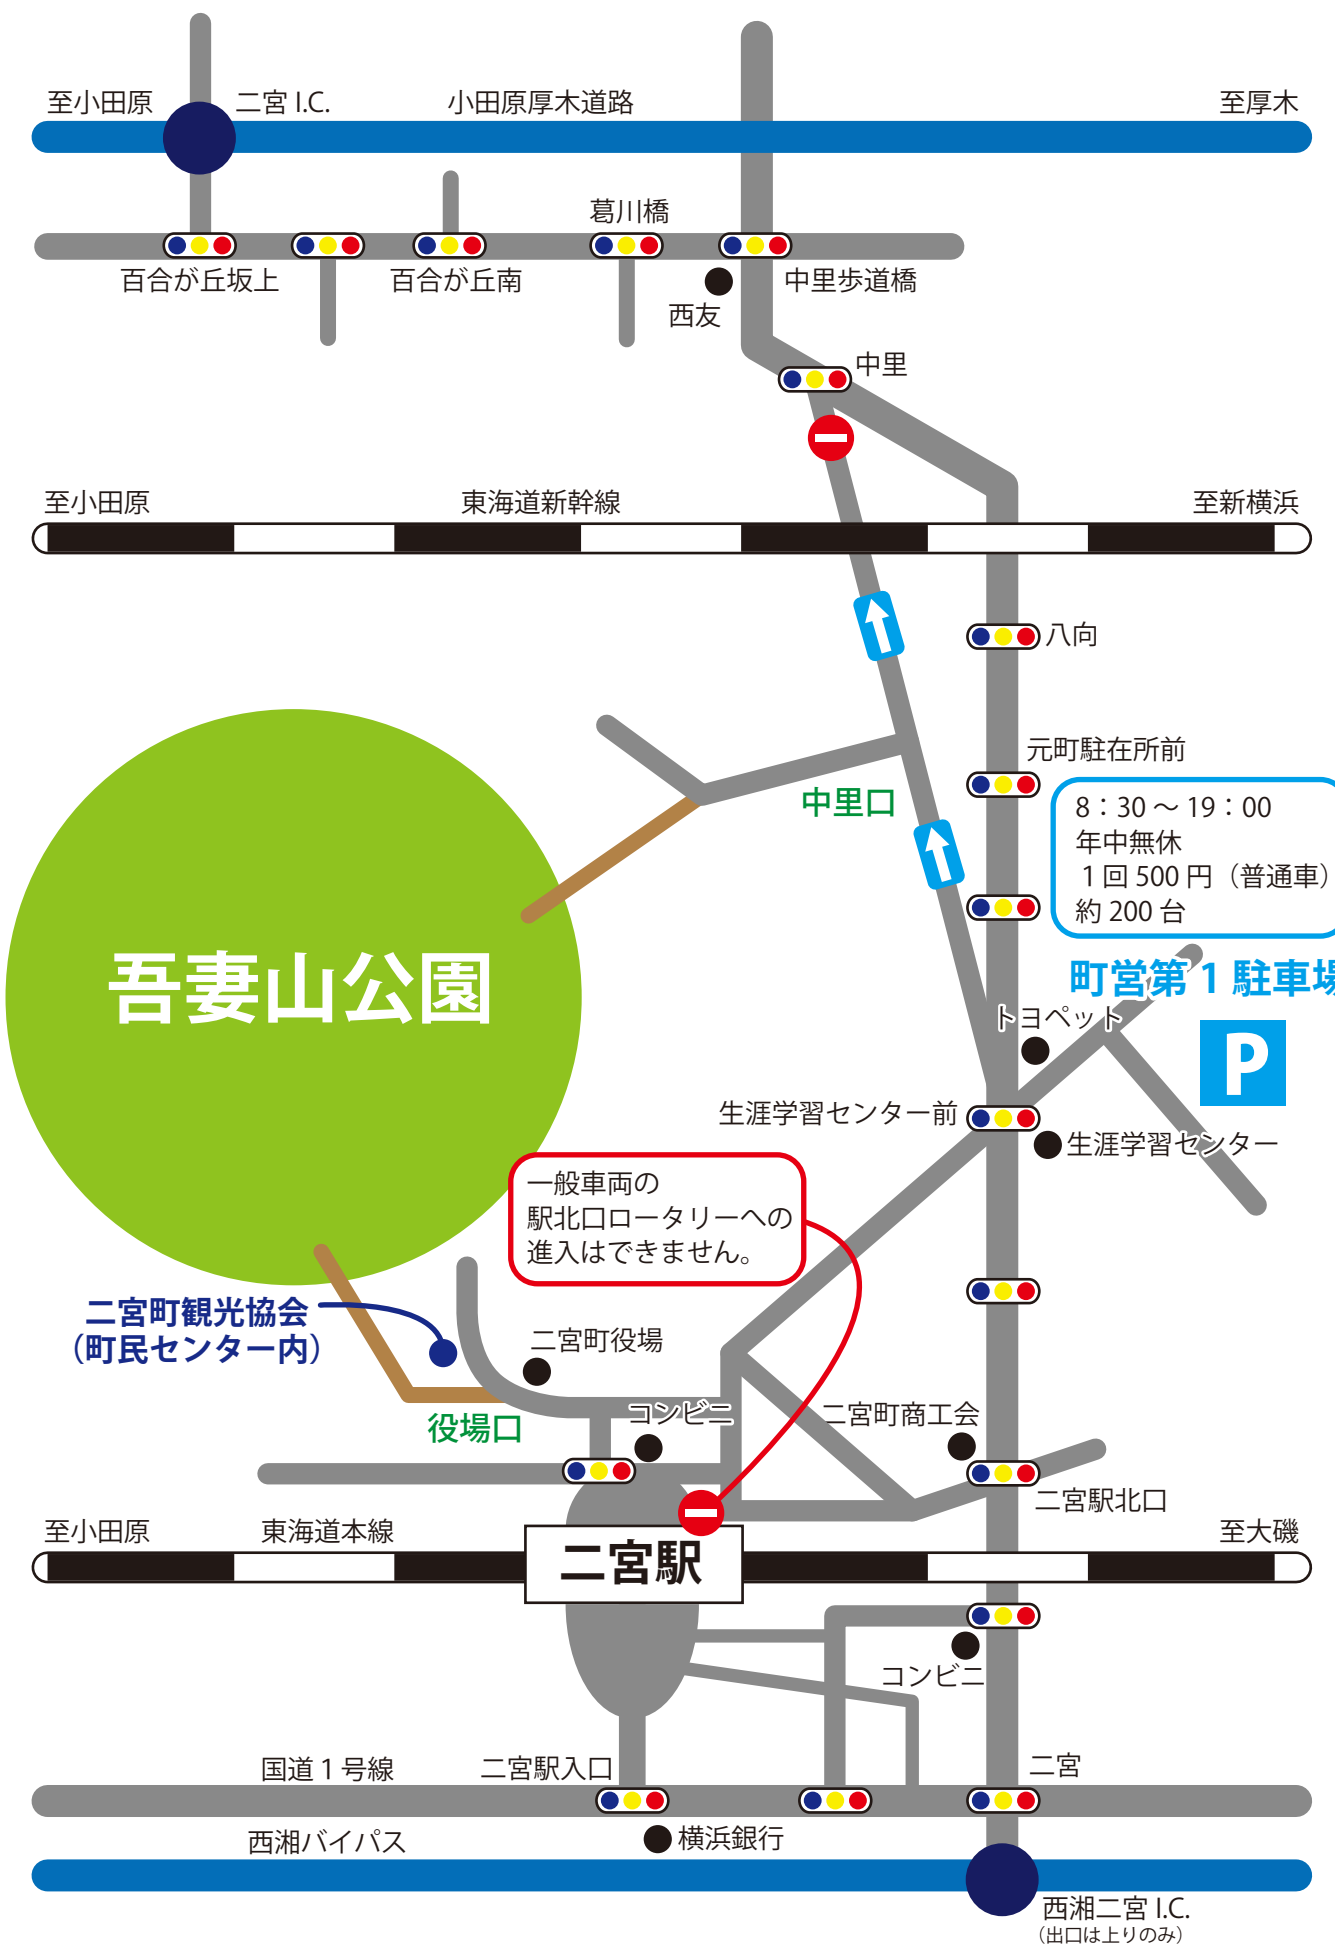 至小田原
二宮 I.C.
小田原厚木道路
至厚木
葛川橋
百合が丘坂上
百合が丘南
中里歩道橋
西友
中里
至小田原
東海道新幹線
至新横浜
八向
元町駐在所前
8：30 ～ 19：00
年中無休
1 回 500 円（普通車）
約 200 台
中里口
吾妻山公園
町営第 1 駐車場
トヨペット
P
生涯学習センター前
生涯学習センター
一般車両の
駅北口ロータリーへの
進入はできません。
二宮町観光協会
（町民センター内）
二宮町役場
コンビニ
二宮町商工会
役場口
二宮駅北口
至小田原
東海道本線
二宮駅
至大磯
コンビニ
国道 1 号線
二宮駅入口
二宮
横浜銀行
西湘バイパス
西湘二宮 I.C.
（出口は上りのみ）